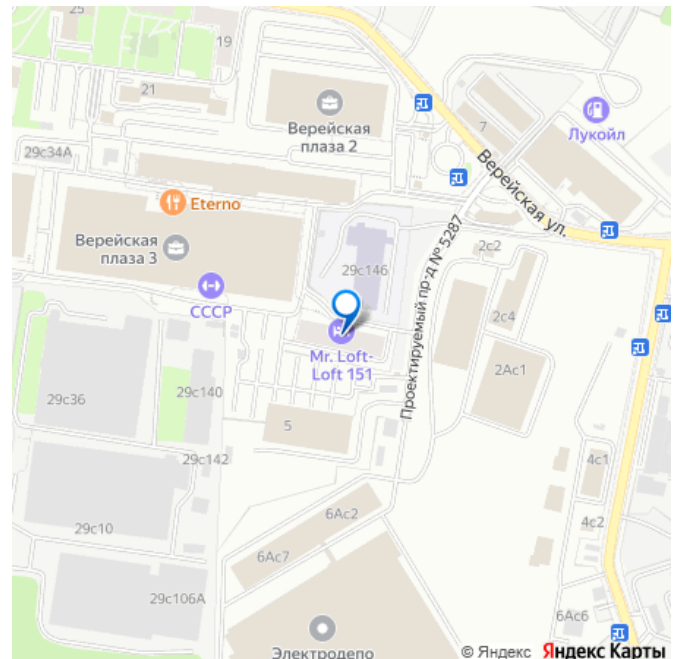 25
19
21
Верейская
плаза 2
7
Лукойл
29с34А
Верейская ул.
Eterno
Верейская
плаза 3
2с2
29с146
Проектируемый пр-д № 5287
СССР
2с4
Mr. Loft-
Loft 151
2Ас1
29с36
29с140
5
29с142
4с1
6Ас2
4с2
29с10
6Ас7
29с106А
6Ас6
Электродепо
© Яндекс Яндекс Карты